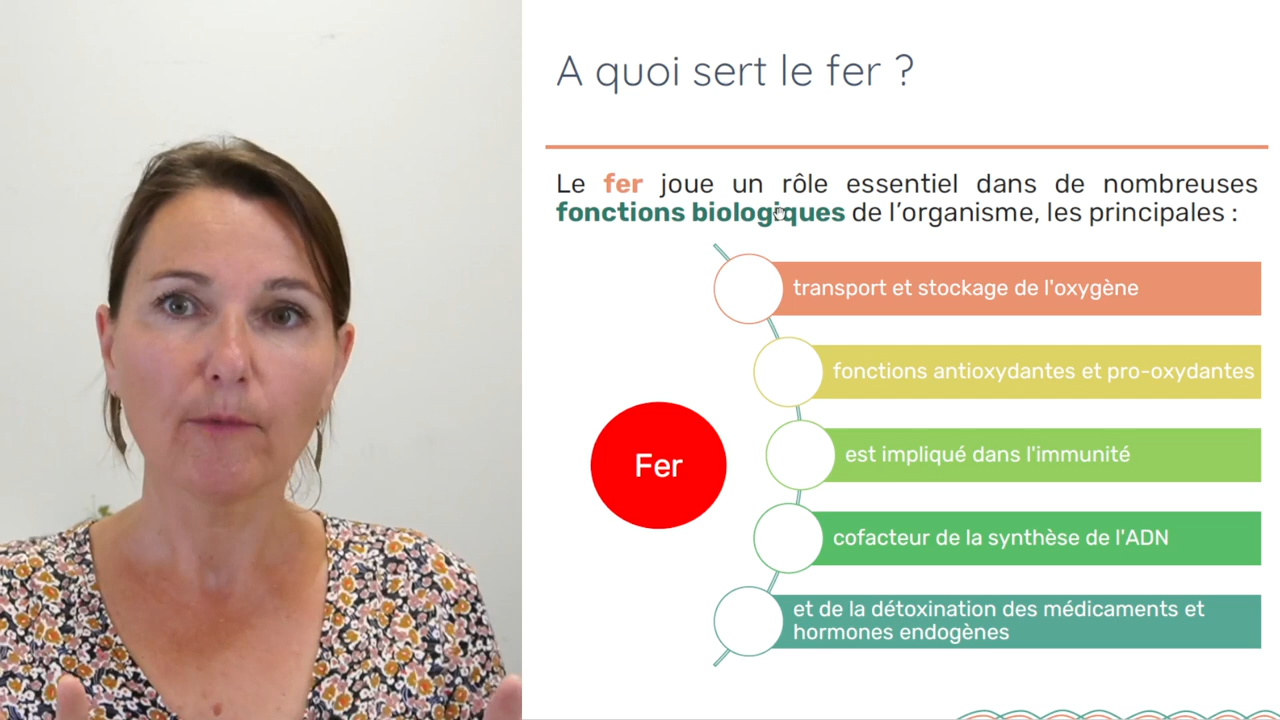 A quoi sert le fer ?
Le fer joue un rôle essentiel dans de nombreuses
fonctions biologiques de l'organisme, les principales :
transport et stockage de l'oxygène
fonctions antioxydantes et pro-oxydantes
Fer
est impliqué dans l'immunité
cofacteur de la synthèse de l'ADN
et de la détoxination des médicaments et
hormones endogènes